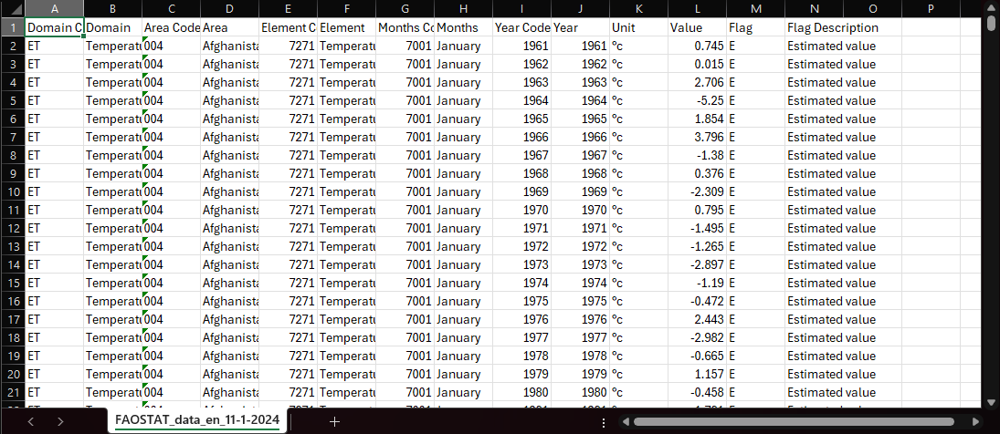 A B C D E F G H I J K L M N O P
1 Domain C Domain Area Code Area Element C Element Months Co Months Year Code Year Unit Value Flag Flag Description
2 ET Temperatu 004 Afghanista 7271 Temperatu 7001 January 1961 1961 °c 0.745 E Estimated value
3 ET Temperatu 004 Afghanista 7271 Temperatu 7001 January 1962 1962 °c 0.015 E Estimated value
4 ET Temperatu 004 Afghanista 7271 Temperatu 7001 January 1963 1963 °c 2.706 E Estimated value
5 ET Temperatu 004 Afghanista 7271 Temperatu 7001 January 1964 1964 °c -5.25 E Estimated value
6 ET Temperatu 004 Afghanista 7271 Temperatu 7001 January 1965 1965 °c 1.854 E Estimated value
7 ET Temperatu 004 Afghanista 7271 Temperatu 7001 January 1966 1966 °c 3.796 E Estimated value
8 ET Temperatu 004 Afghanista 7271 Temperatu 7001 January 1967 1967 °c -1.38 E Estimated value
9 ET Temperatu 004 Afghanista 7271 Temperatu 7001 January 1968 1968 °c 0.376 E Estimated value
10 ET Temperatu 004 Afghanista 7271 Temperatu 7001 January 1969 1969 °c -2.309 E Estimated value
11 ET Temperatu 004 Afghanista 7271 Temperatu 7001 January 1970 1970 °c 0.795 E Estimated value
12 ET Temperatu 004 Afghanista 7271 Temperatu 7001 January 1971 1971 °c -1.495 E Estimated value
13 ET Temperatu 004 Afghanista 7271 Temperatu 7001 January 1972 1972 °c -1.265 E Estimated value
14 ET Temperatu 004 Afghanista 7271 Temperatu 7001 January 1973 1973 °c -2.897 E Estimated value
15 ET Temperatu 004 Afghanista 7271 Temperatu 7001 January 1974 1974 °c -1.19 E Estimated value
16 ET Temperatu 004 Afghanista 7271 Temperatu 7001 January 1975 1975 °c -0.472 E Estimated value
17 ET Temperatu 004 Afghanista 7271 Temperatu 7001 January 1976 1976 °c 2.443 E Estimated value
18 ET Temperatu 004 Afghanista 7271 Temperatu 7001 January 1977 1977 °c -2.982 E Estimated value
19 ET Temperatu 004 Afghanista 7271 Temperatu 7001 January 1978 1978 °c -0.665 E Estimated value
20 ET Temperatu 004 Afghanista 7271 Temperatu 7001 January 1979 1979 °c 1.157 E Estimated value
21 ET Temperatu 004 Afghanista 7271 Temperatu 7001 January 1980 1980 °c -0.458 E Estimated value
FAOSTAT_data_en_11-1-2024